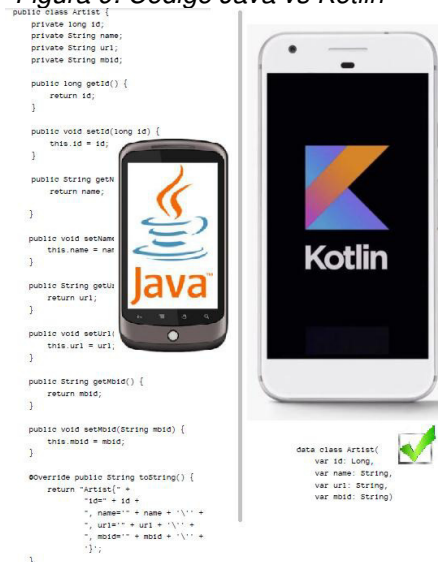 Figura 5. Código Java vs Kotlin
public class Artist {
private long id;
private String name;
private String url;
private String mbid;
public long getId() {
return id;
}
public void setId(long id) {
this.id = id;
}
public String getN
return name;
}
public void setName
this.name = nam
}
public String getU
return url;
}
public void setUrl(
this.url = url;
}
public String getMbid() {
return mbid;
}
public void setMbid(String mbid) {
this.mbid = mbid;
}
@Override public String toString() {
return "Artist{" +
"id=" + id +
", name='" + name + '\'' +
", url='" + url + '\'' +
", mbid='" + mbid + '\'' +
'}';
}
Java
Kotlin
data class Artist(
var id: Long,
var name: String,
var url: String,
var mbid: String)